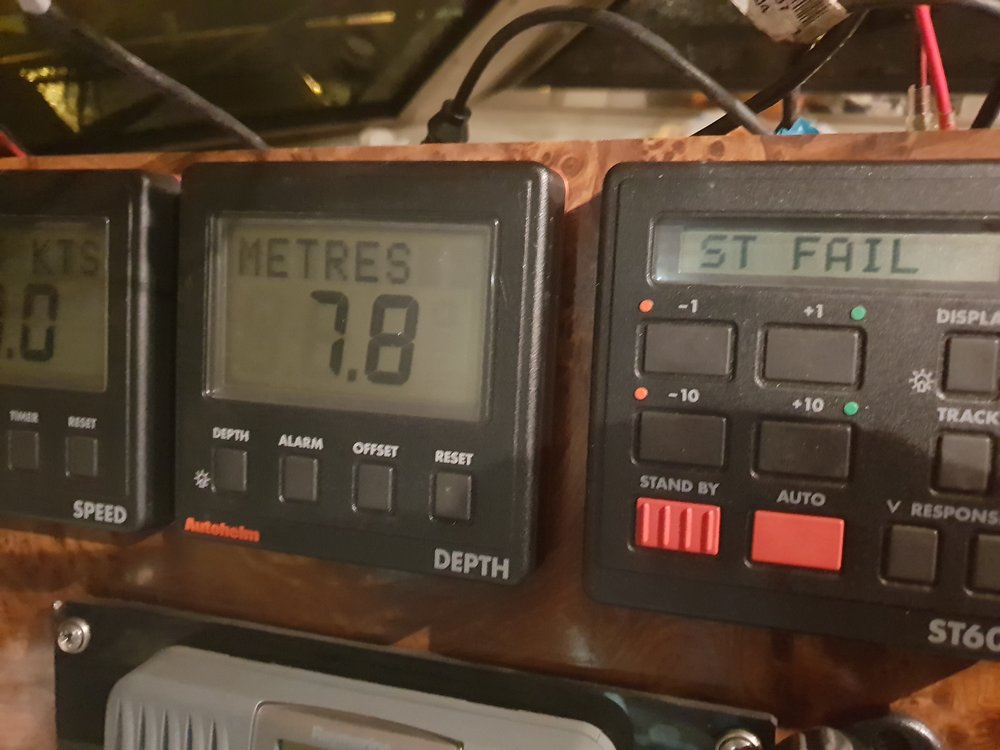 KTS
.0
TIMER RESET
SPEED
METRES
7.8
DEPTH ALARM OFFSET RESET
Autohelm
DEPTH
ST FAIL
-1 +1
DISPLA
-10 +10
TRACK
STAND BY AUTO
V RESPONS
ST60